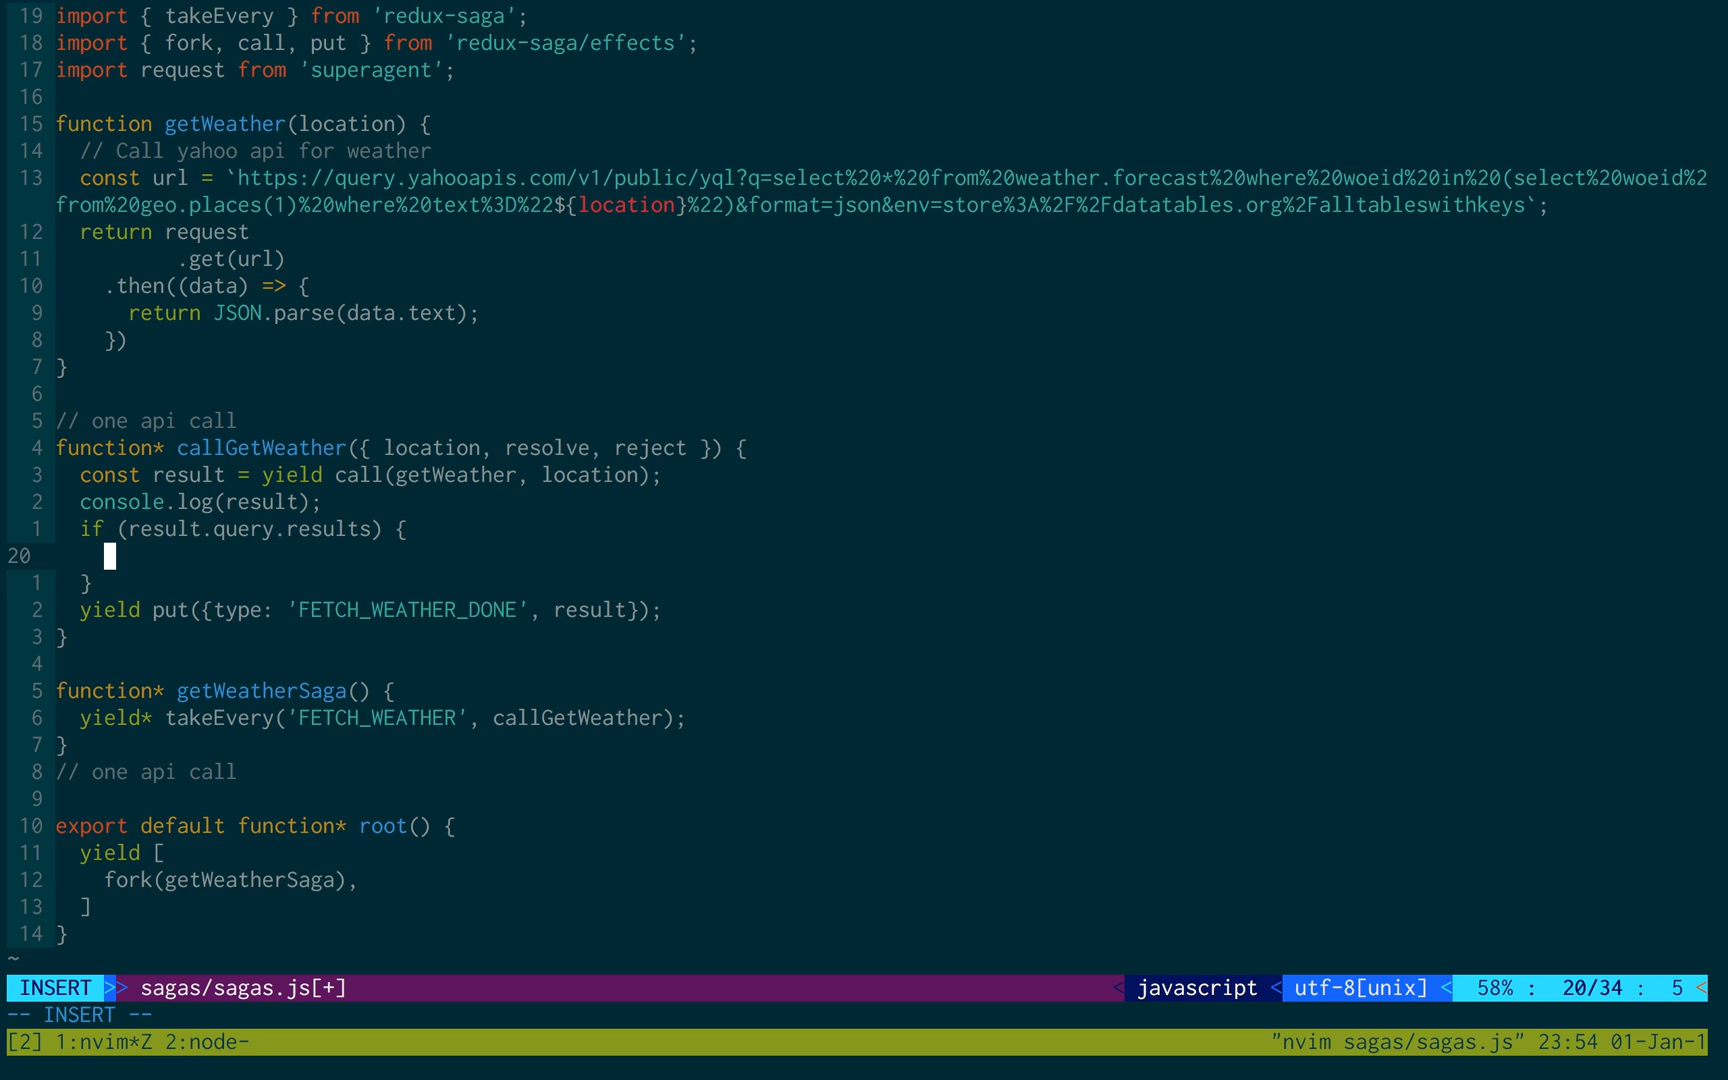 19 import { takeEvery } from 'redux-saga';
18 import { fork, call, put } from 'redux-saga/effects';
17 import request from 'superagent';
16
15 function getWeather(location) {
14   // Call yahoo api for weather
13   const url = `https://query.yahooapis.com/v1/public/yql?q=select%20*%20from%20weather.forecast%20where%20woeid%20in%20(select%20woeid%2
from%20geo.places(1)%20where%20text%3D%22${location}%22)&format=json&env=store%3A%2F%2Fdatatables.org%2Falltableswithkeys`;
12   return request
11           .get(url)
10     .then((data) => {
9       return JSON.parse(data.text);
8     })
7 }
6
5 // one api call
4 function* callGetWeather({ location, resolve, reject }) {
3   const result = yield call(getWeather, location);
2   console.log(result);
1   if (result.query.results) {
20
1   }
2   yield put({type: 'FETCH_WEATHER_DONE', result});
3 }
4
5 function* getWeatherSaga() {
6   yield* takeEvery('FETCH_WEATHER', callGetWeather);
7 }
8 // one api call
9
10 export default function* root() {
11   yield [
12     fork(getWeatherSaga),
13   ]
14 }
~
INSERT >> sagas/sagas.js[+] < javascript < utf-8[unix] < 58% : 20/34 : 5 <
-- INSERT --
[2] 1:nvim*Z 2:node- "nvim sagas/sagas.js" 23:54 01-Jan-1